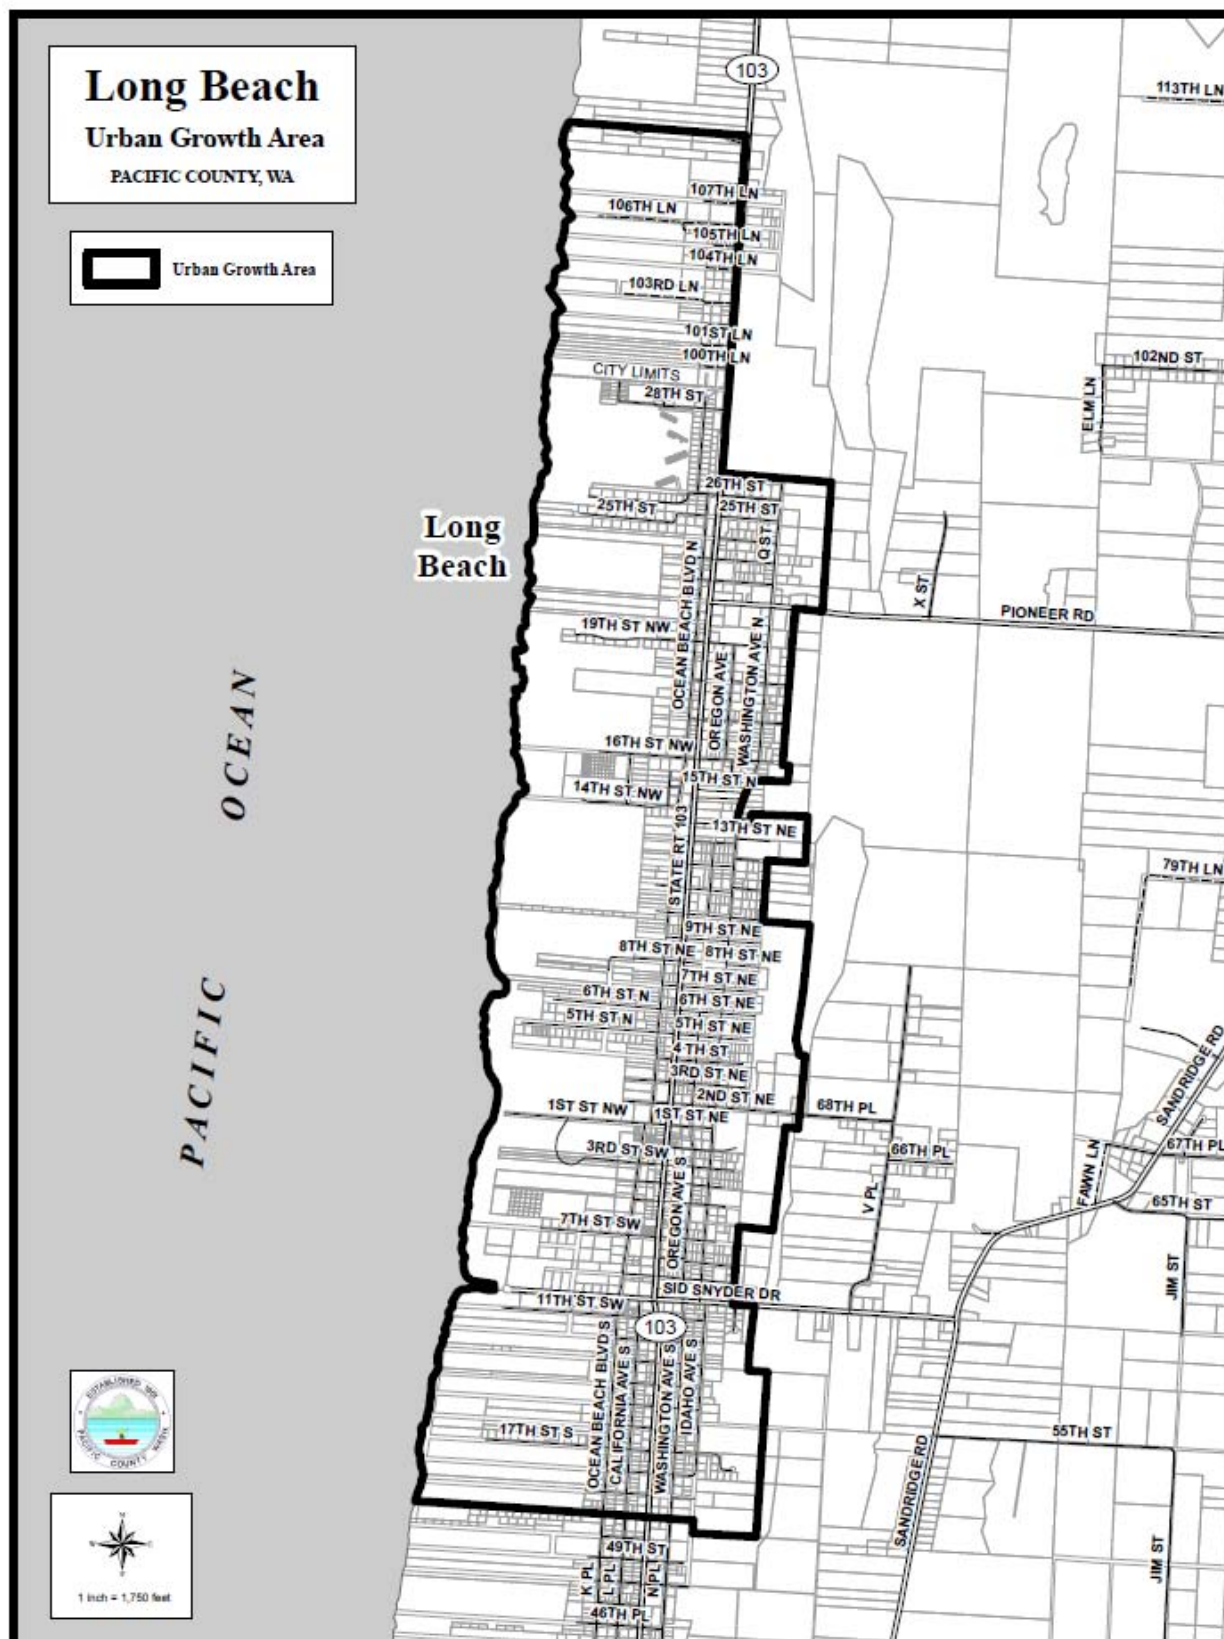 Long Beach
Urban Growth Area
PACIFIC COUNTY, WA
Urban Growth Area
103
113TH LN
107TH LN
106TH LN
105TH LN
104TH LN
103RD LN
101ST LN
100TH LN
CITY LIMITS
28TH ST
102ND ST
ELM LN
26TH ST
25TH ST
25TH ST
Q ST
Long
Beach
OCEAN BEACH BLVD N
X ST
PIONEER RD
19TH ST NW
OREGON AVE
WASHINGTON AVE N
PACIFIC OCEAN
16TH ST NW
15TH ST N
14TH ST NW
STATE RT 103
13TH ST NE
79TH LN
9TH ST NE
8TH ST NE
8TH ST NE
7TH ST NE
6TH ST N
6TH ST NE
5TH ST N
5TH ST NE
4 TH ST
3RD ST NE
2ND ST NE
1ST ST NW
1ST ST NE
68TH PL
SANDRIDGE RD
3RD ST SW
OREGON AVE S
66TH PL
67TH PL
FAWN LN
V PL
65TH ST
7TH ST SW
SID SNYDER DR
JIM ST
11TH ST SW
103
OCEAN BEACH BLVD S
CALIFORNIA AVE S
WASHINGTON AVE S
IDAHO AVE S
17TH ST S
55TH ST
SANDRIDGE RD
ESTABLISHED 1851
PACIFIC COUNTY WASH
49TH ST
K PL
L PL
N PL
46TH PL
JIM ST
N
W
E
S
1 inch = 1,750 feet